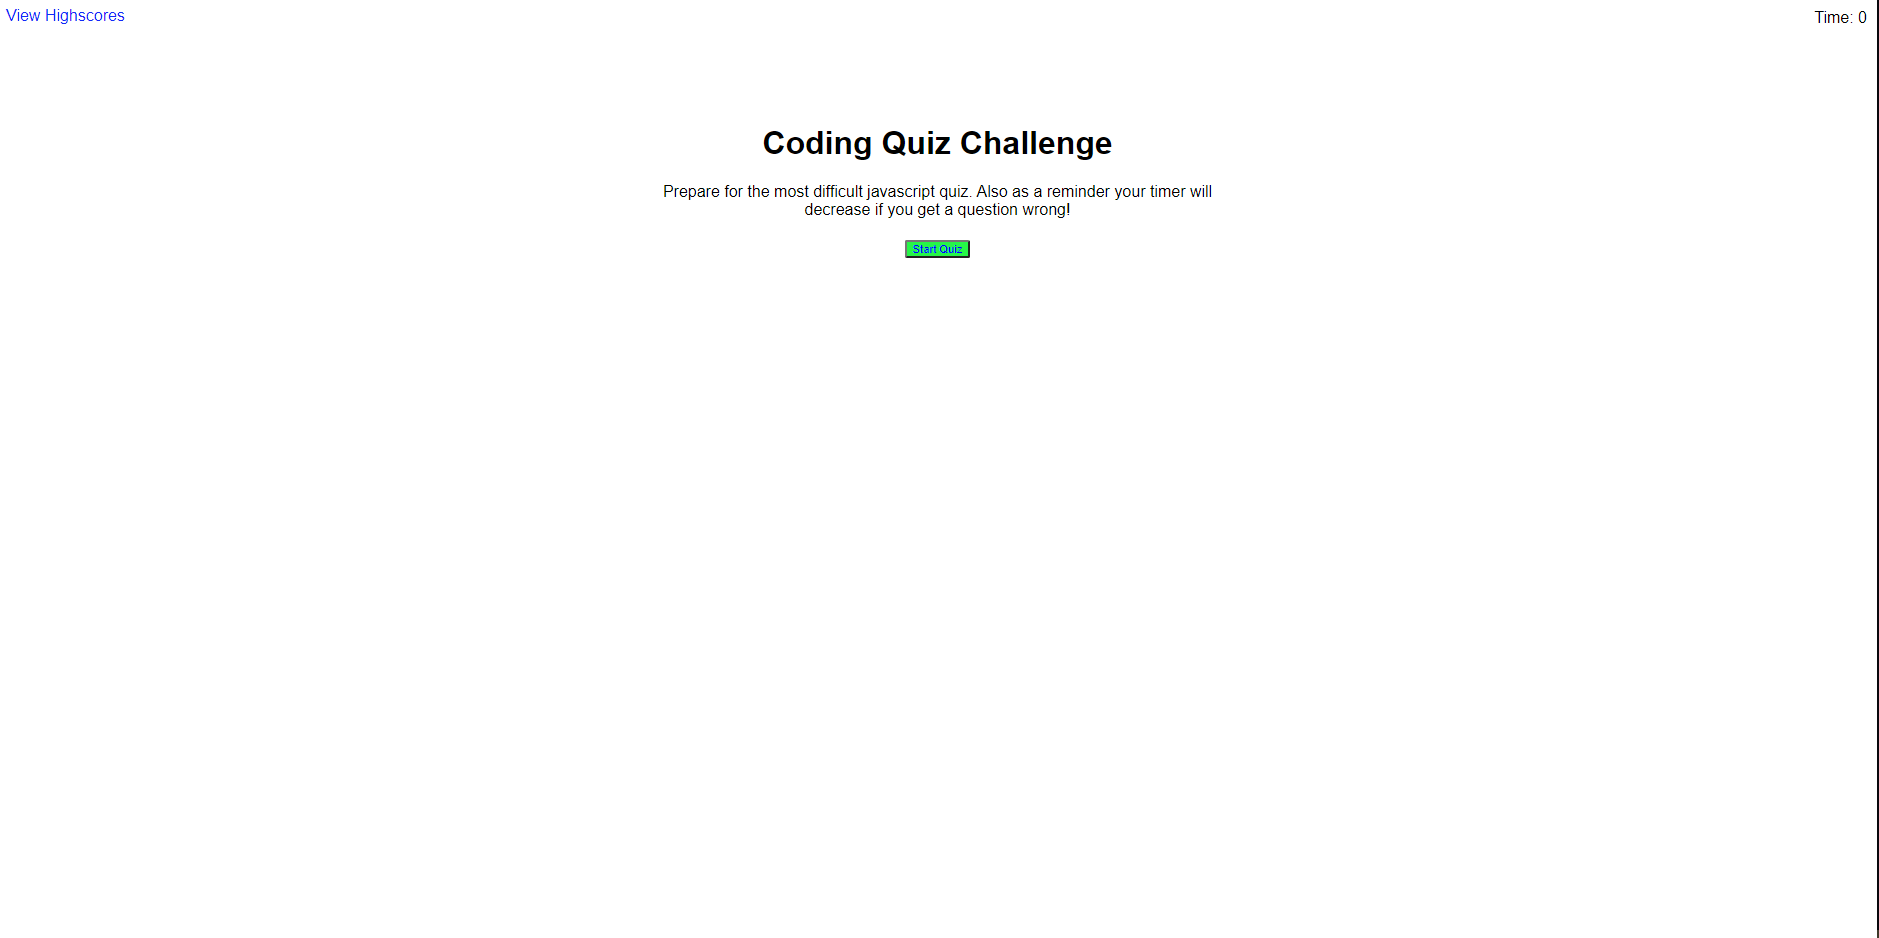 View Highscores
Time: 0
Coding Quiz Challenge
Prepare for the most difficult javascript quiz. Also as a reminder your timer will
decrease if you get a question wrong!
Start Quiz